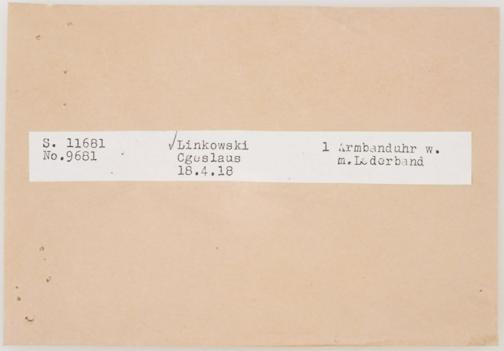 S. 11681
No.9681
√Linkowski
Cgeslaus
18.4.18
1 Armbanduhr w.
m.Lederband